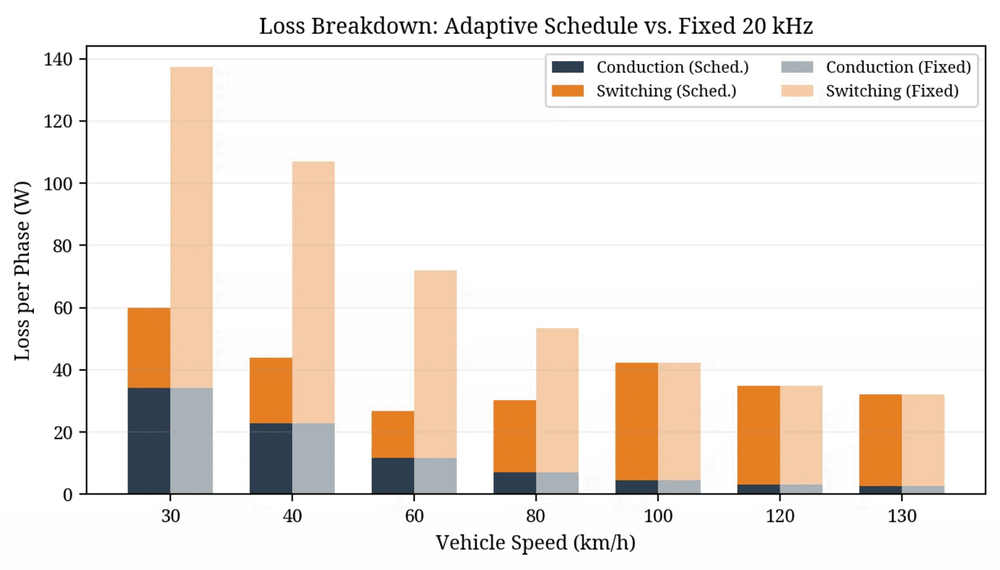 Loss Breakdown: Adaptive Schedule vs. Fixed 20 kHz
Conduction (Sched.)
Switching (Sched.)
Conduction (Fixed)
Switching (Fixed)
Loss per Phase (W)
140
120
100
80
60
40
20
0
30 40 60 80 100 120 130
Vehicle Speed (km/h)